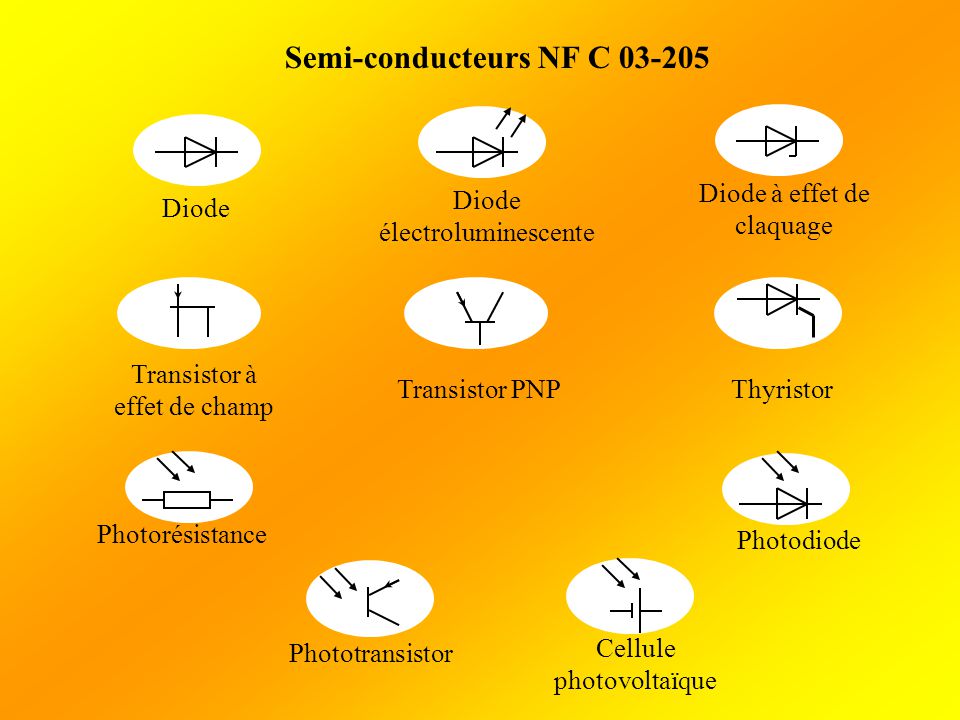 Semi-conducteurs NF C 03-205
Diode
Diode
électroluminescente
Diode à effet de
claquage
Transistor à
effet de champ
Transistor PNP
Thyristor
Photorésistance
Photodiode
Phototransistor
Cellule
photovoltaïque